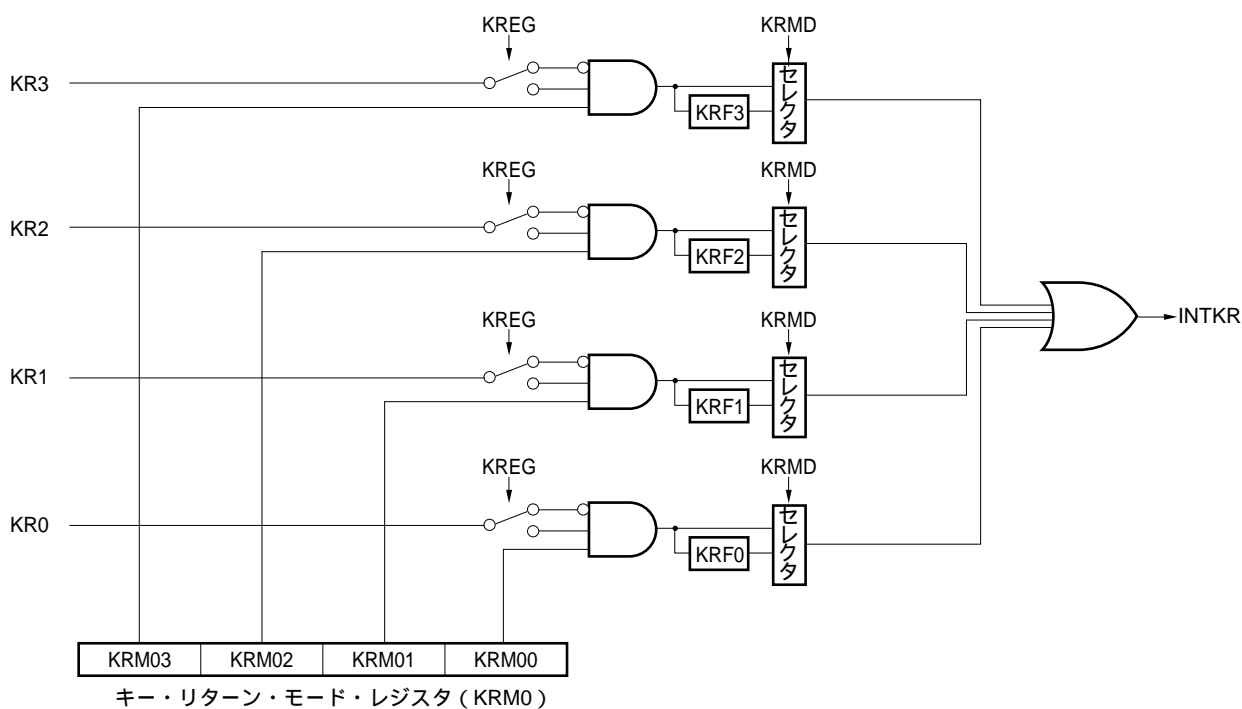 KREG
KRMD
KR3
KRF3
セレクタ
KREG
KRMD
KR2
KRF2
セレクタ
INTKR
KREG
KRMD
KR1
KRF1
セレクタ
KREG
KRMD
KR0
KRF0
セレクタ
KRM03 KRM02 KRM01 KRM00
キー・リターン・モード・レジスタ(KRM0)